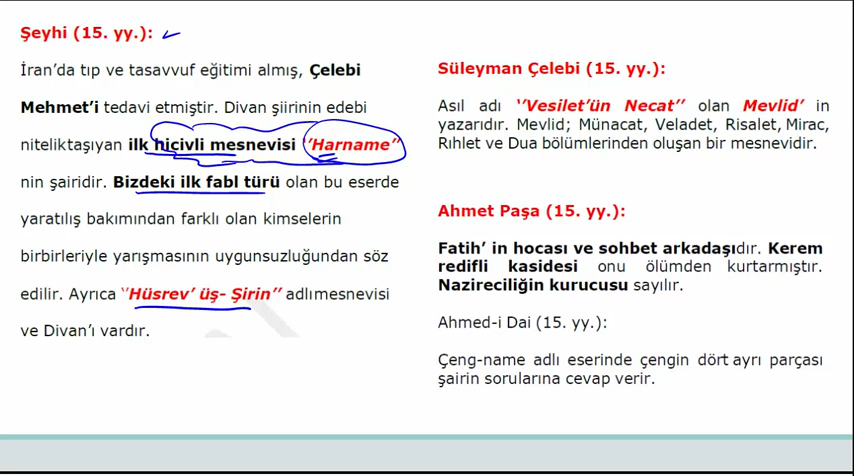 Şeyhi (15. yy.):
İran'da tıp ve tasavvuf eğitimi almış, Çelebi
Mehmet'i tedavi etmiştir. Divan şiirinin edebi
niteliktaşıyan ilk hicivli mesnevisi ‘'Harname’'
nin şairidir. Bizdeki ilk fabl türü olan bu eserde
yaratılış bakımından farklı olan kimselerin
birbirleriyle yarışmasının uygunsuzluğundan söz
edilir. Ayrıca ‘'Hüsrev’ üş- Şirin’' adlımesnevisi
ve Divan’ı vardır.
Süleyman Çelebi (15. yy.):
Asıl adı ‘'Vesilet’ün Necat’' olan Mevlid’ in
yazarıdır. Mevlid; Münacat, Veladet, Risalet, Mirac,
Rıhlet ve Dua bölümlerinden oluşan bir mesnevidir.
Ahmet Paşa (15. yy.):
Fatih’ in hocası ve sohbet arkadaşıdır. Kerem
redifli kasidesi onu ölümden kurtarmıştır.
Nazireciliğin kurucusu sayılır.
Ahmed-i Dai (15. yy.):
Çeng-name adlı eserinde çengin dört ayrı parçası
şairin sorularına cevap verir.